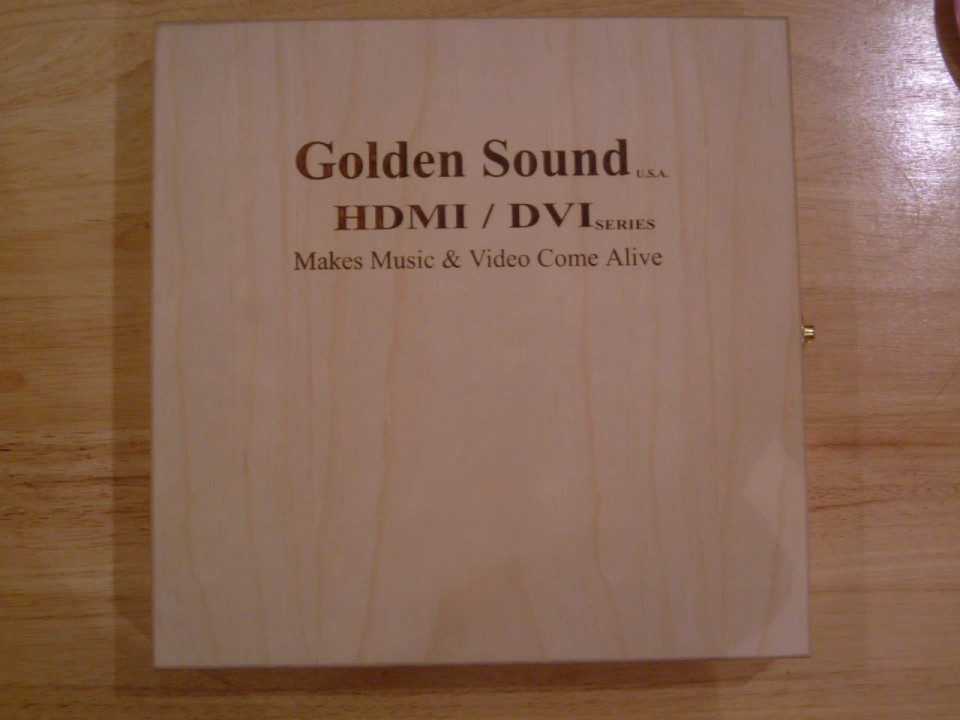 Golden Sound U.S.A.
HDMI / DVI SERIES
Makes Music & Video Come Alive